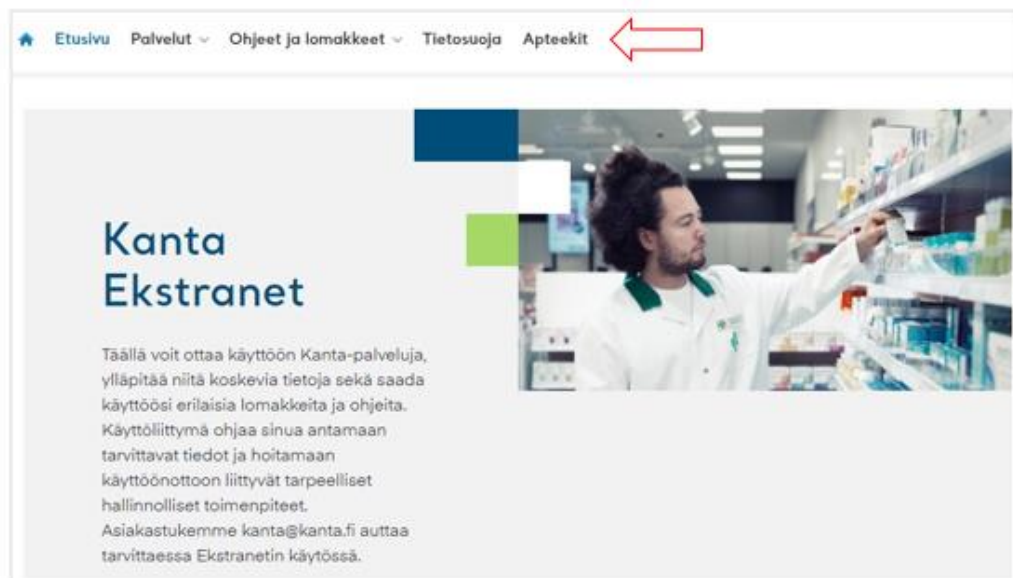 Etusivu Palvelut Ohjeet ja lomakkeet Tietosuoja Apteekit
Kanta
Ekstranet
Täällä voit ottaa käyttöön Kanta-palveluja,
ylläpitää niitä koskevia tietoja sekä saada
käyttöösi erilaisia lomakkeita ja ohjeita.
Käyttöliittymä ohjaa sinua antamaan
tarvittavat tiedot ja hoitamaan
käyttöönottoon liittyvät tarpeelliset
hallinnolliset toimenpiteet.
Asiakastukemme kanta@kanta.fi auttaa
tarvittaessa Ekstranetin käytössä.